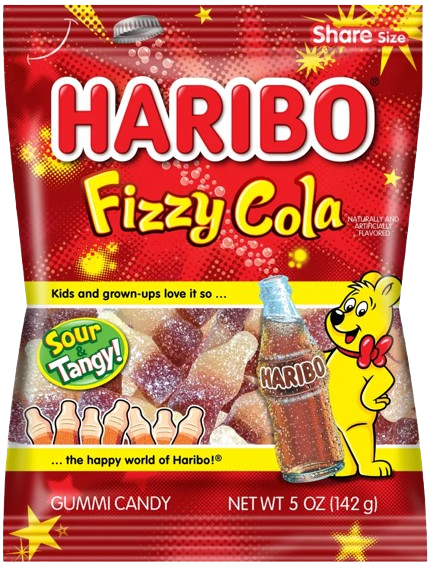 Share Size
HARIBO®
Fizzy Cola
NATURALLY AND
ARTIFICIALLY
FLAVORED
Kids and grown-ups love it so ...
Sour
&
Tangy!
HARIBO
... the happy world of Haribo!®
GUMMI CANDY
NET WT 5 OZ (142 g)